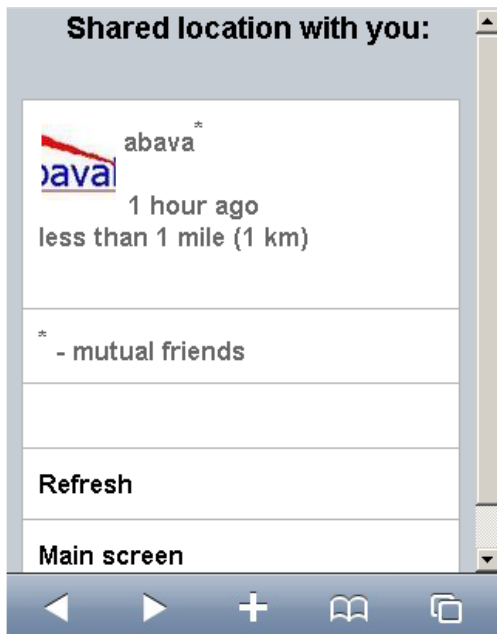 Shared location with you:
abava*
bava
1 hour ago
less than 1 mile (1 km)
* - mutual friends
Refresh
Main screen